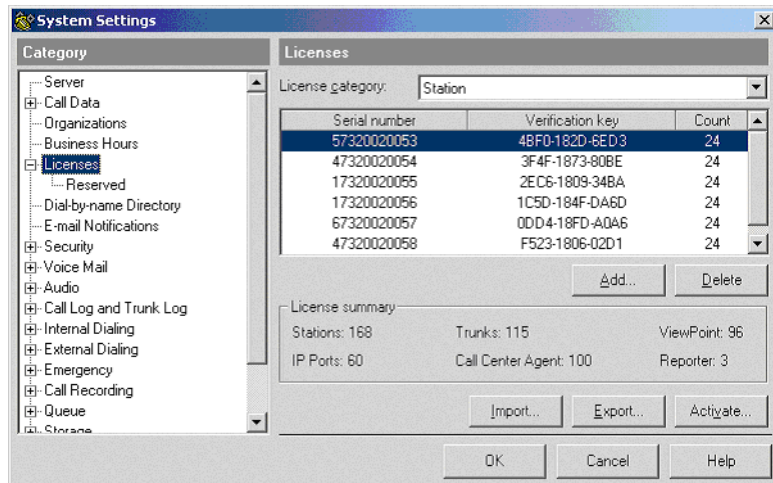 System Settings
Category
Server
Call Data
Organizations
Business Hours
Licenses
Reserved
Dial-by-name Directory
E-mail Notifications
Security
Voice Mail
Audio
Call Log and Trunk Log
Internal Dialing
External Dialing
Emergency
Call Recording
Queue
Storage
Licenses
License category: Station
Serial number Verification key Count
57320020053 4BF0-182D-6ED3 24
47320020054 3F4F-1873-80BE 24
17320020055 2EC6-1809-34BA 24
17320020056 1C5D-184F-DA6D 24
67320020057 0DD4-18FD-A0A6 24
47320020058 F523-1806-02D1 24
Add... Delete
License summary
Stations: 168 Trunks: 115 ViewPoint: 96
IP Ports: 60 Call Center Agent: 100 Reporter: 3
Import... Export... Activate...
OK Cancel Help